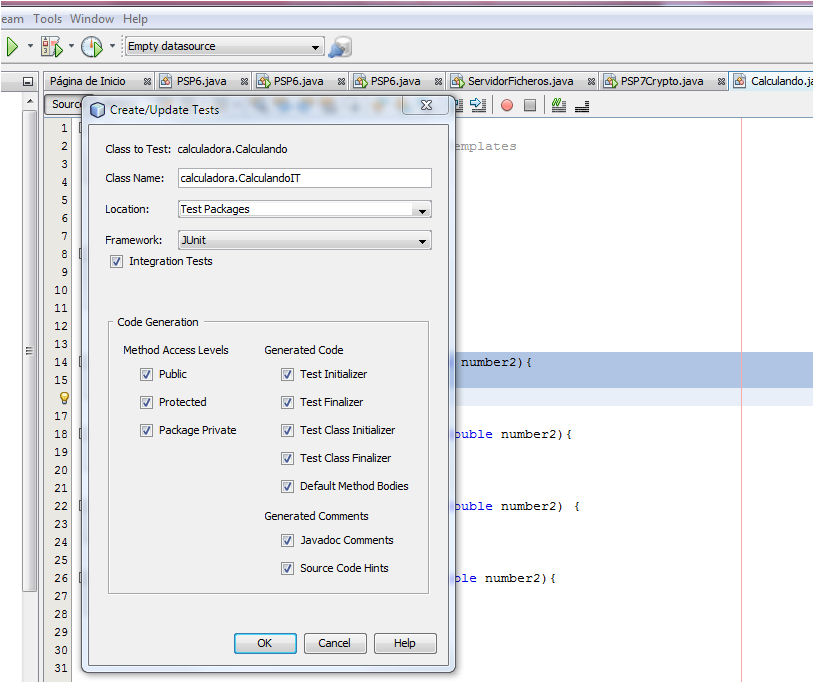 eam Tools Window Help
Empty datasource
Página de Inicio PSP6.java PSP6.java PSP6.java ServidorFicheros.java PSP7Crypto.java Calculando.ja
Sourc
Create/Update Tests
Class to Test: calculadora.Calculando
Class Name: calculadora.CalculandoIT
Location: Test Packages
Framework: JUnit
Integration Tests
Code Generation
Method Access Levels
Public
Protected
Package Private
Generated Code
Test Initializer
Test Finalizer
Test Class Initializer
Test Class Finalizer
Default Method Bodies
Generated Comments
Javadoc Comments
Source Code Hints
OK Cancel Help
1
2 emplates
3
4
5
6
7
8
9
10
11
12
13
14 number2){
15
17
18 ouble number2){
19
20
21
22 ouble number2) {
23
24
25
26 ble number2){
27
28
29
30
31